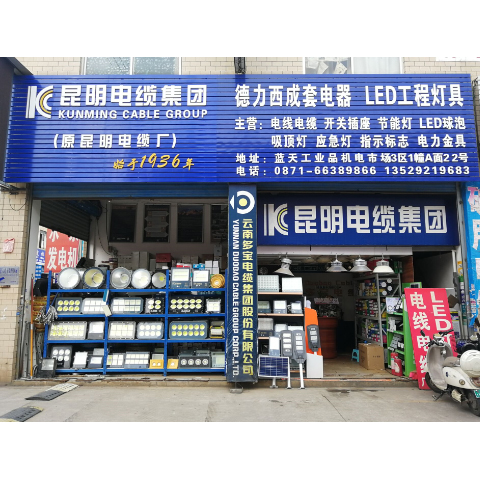 昆明电缆集团
KUNMING CABLE GROUP
(原昆明电缆厂)
始于1936年
德力西成套电器 LED工程灯具
主营：电线电缆 开关插座 节能灯 LED球泡
吸顶灯 应急灯 指示标志 电力金具
地址：蓝天工业品机电市场3区1幢A面22号
电话：0871-66389866 13529219683
昆明电缆集团
云南多宝电缆集团股份有限公司
YUNNAN DUOBAO CABLE GROUP CORP.,LTD.
发电机
LED
电线电缆